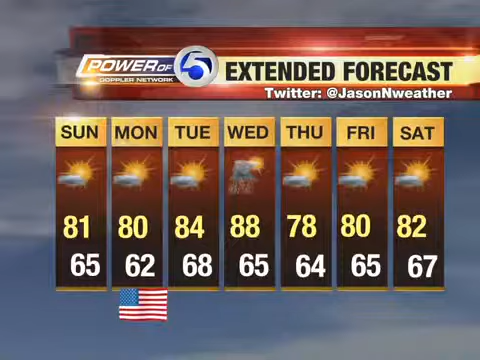 POWER OF 5
DOPPLER NETWORK
EXTENDED FORECAST
Twitter: @JasonNweather
SUN MON TUE WED THU FRI SAT
81 80 84 88 78 80 82
65 62 68 65 64 65 67